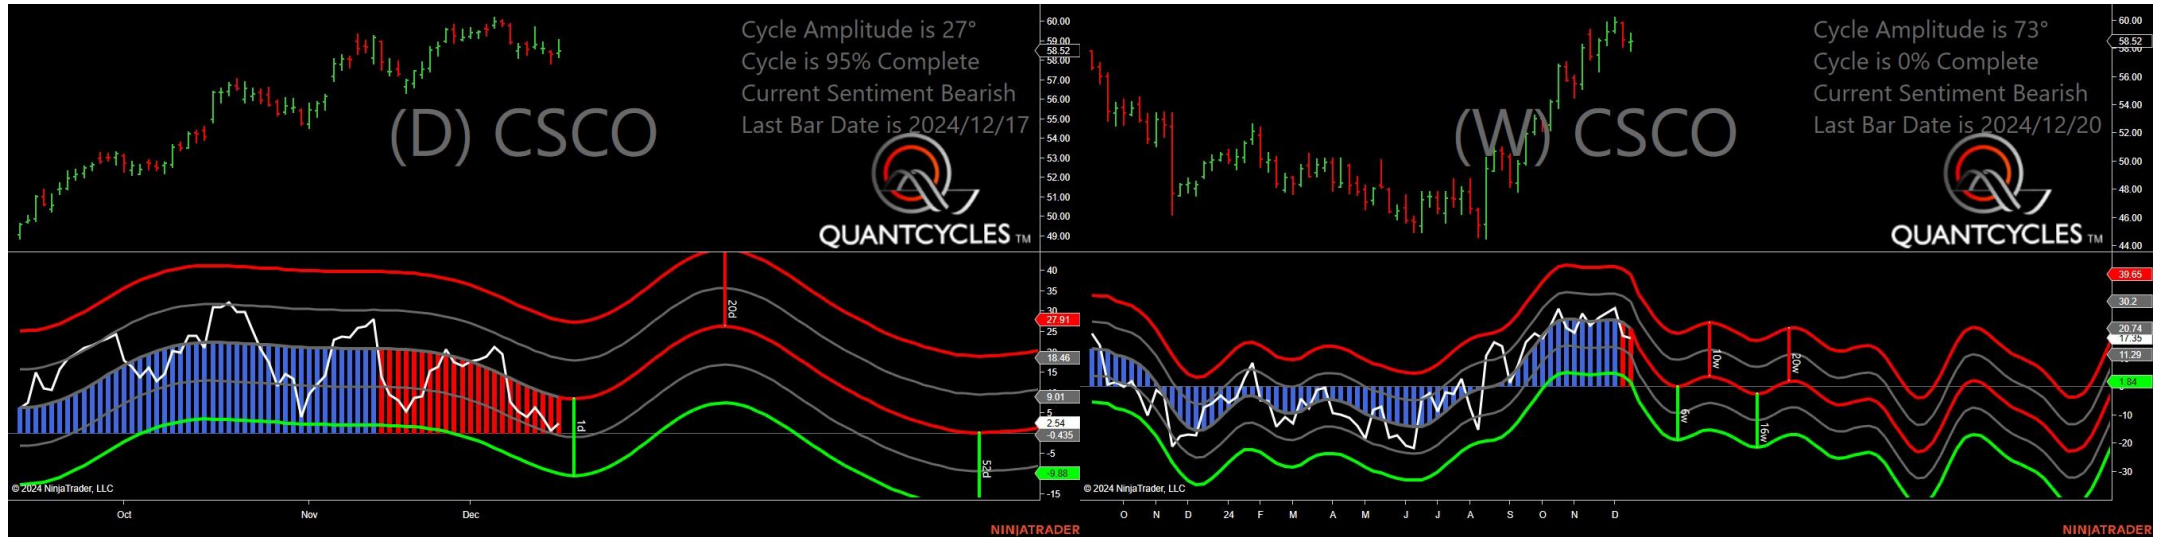 Cycle Amplitude is 27°
Cycle is 95% Complete
Current Sentiment Bearish
Last Bar Date is 2024/12/17
(D) CSCO
QUANTCYCLES TM
60.00
59.00
58.52
58.00
57.00
56.00
55.00
54.00
53.00
52.00
51.00
50.00
49.00
40
35
30
27.91
25
18.46
15
9.01
5
2.54
-0.435
-5
-9.88
-15
20d
1d
52d
© 2024 NinjaTrader, LLC
Oct Nov Dec
NINJATRADER
Cycle Amplitude is 73°
Cycle is 0% Complete
Current Sentiment Bearish
Last Bar Date is 2024/12/20
(W) CSCO
QUANTCYCLES TM
60.00
58.52
58.00
56.00
54.00
52.00
50.00
48.00
46.00
44.00
39.65
30.2
20.74
17.35
11.29
1.84
-10
-20
-30
10w
20w
6w
16w
© 2024 NinjaTrader, LLC
O N D 24 F M A M J J A S O N D
NINJATRADER